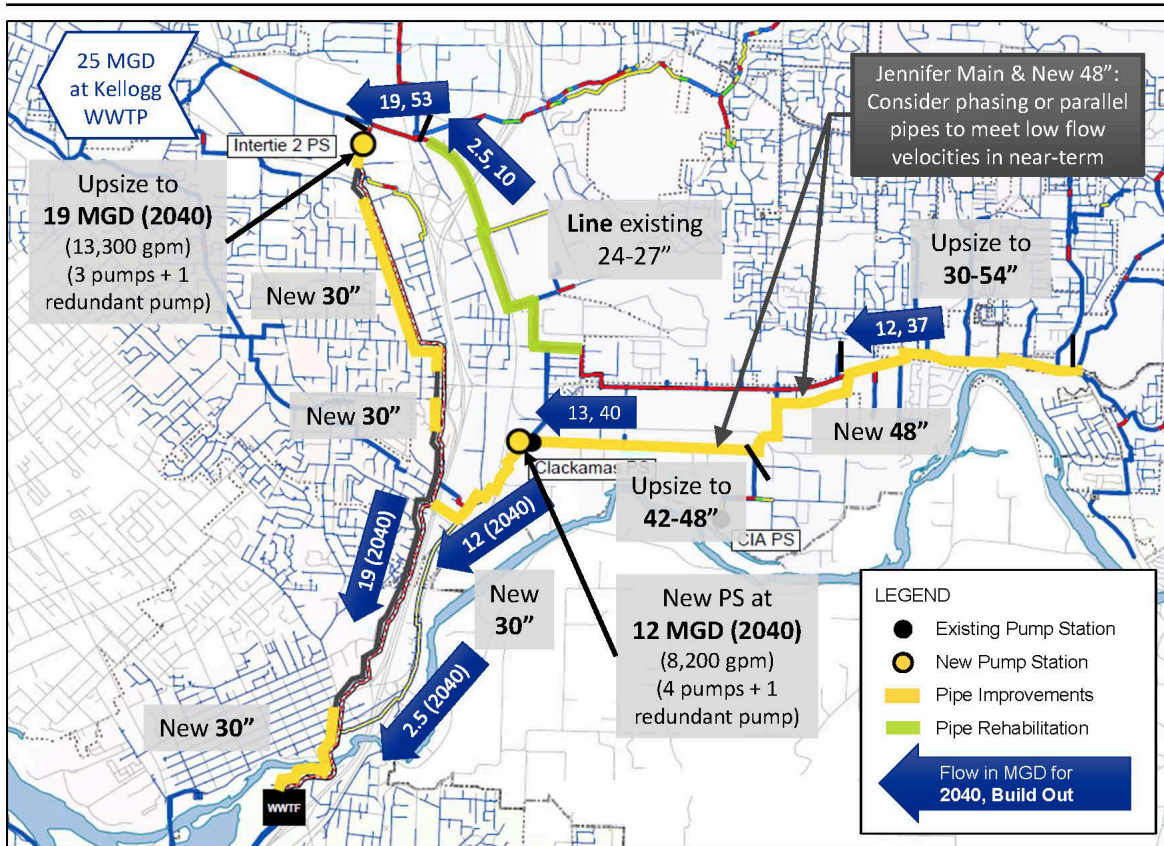 25 MGD
at Kellogg
WWTP
19, 53
2.5, 10
Jennifer Main & New 48”:
Consider phasing or parallel
pipes to meet low flow
velocities in near-term
Intertie 2 PS
Upsize to
19 MGD (2040)
(13,300 gpm)
(3 pumps + 1
redundant pump)
Line existing
24-27”
Upsize to
30-54”
New 30”
12, 37
New 30”
13, 40
New 48”
Clackamas PS
Upsize to
42-48”
CIA PS
19 (2040)
12 (2040)
New
30”
New PS at
12 MGD (2040)
(8,200 gpm)
(4 pumps + 1
redundant pump)
2.5 (2040)
New 30”
WWTF
LEGEND
Existing Pump Station
New Pump Station
Pipe Improvements
Pipe Rehabilitation
Flow in MGD for
2040, Build Out